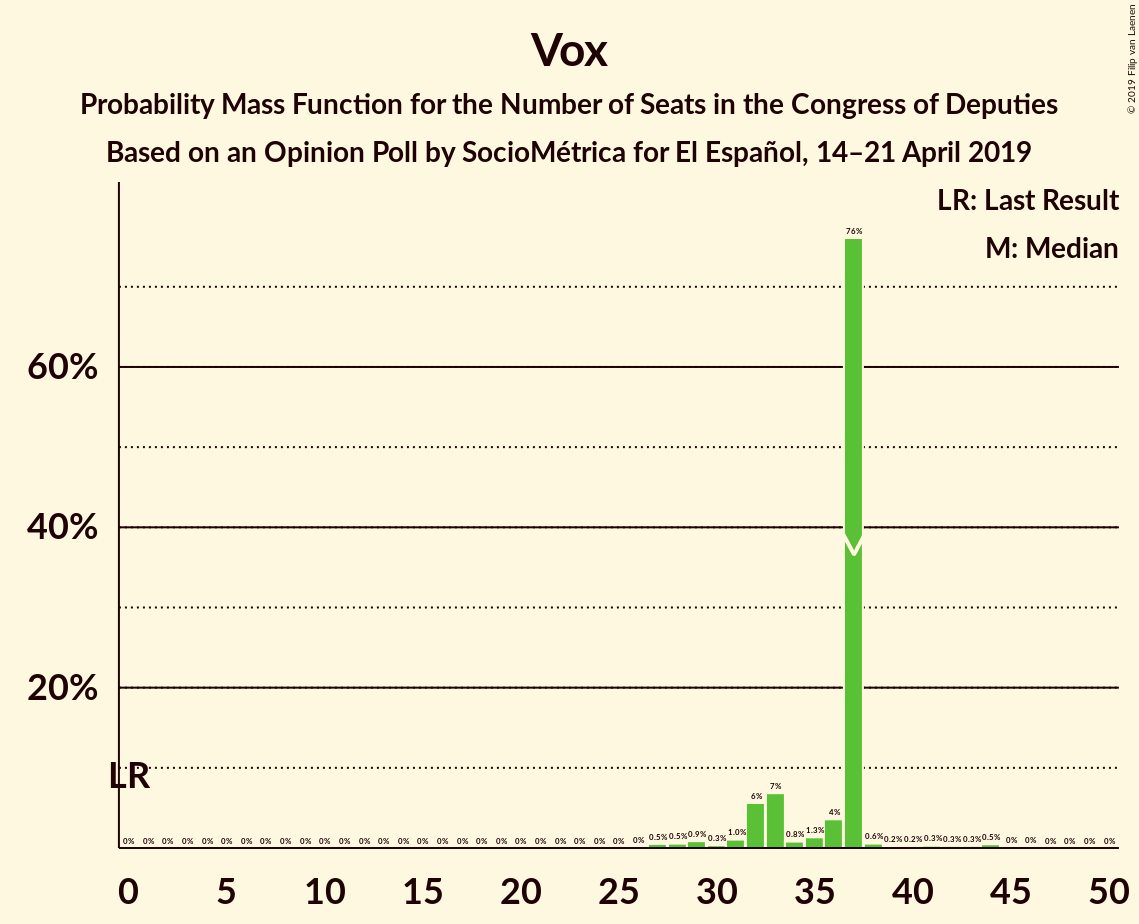 Vox
Probability Mass Function for the Number of Seats in the Congress of Deputies
Based on an Opinion Poll by SocioMétrica for El Español, 14–21 April 2019
© 2019 Filip van Laenen
LR: Last Result
M: Median
60%
40%
20%
LR
0% 0% 0% 0% 0% 0% 0% 0% 0% 0% 0% 0% 0% 0% 0% 0% 0% 0% 0% 0% 0% 0% 0% 0% 0% 0% 0% 0.5% 0.5% 0.9% 0.3% 1.0% 6% 7% 0.8% 1.3% 4% 76% 0.6% 0.2% 0.2% 0.3% 0.3% 0.3% 0.5% 0% 0% 0% 0% 0% 0%
0 5 10 15 20 25 30 35 40 45 50